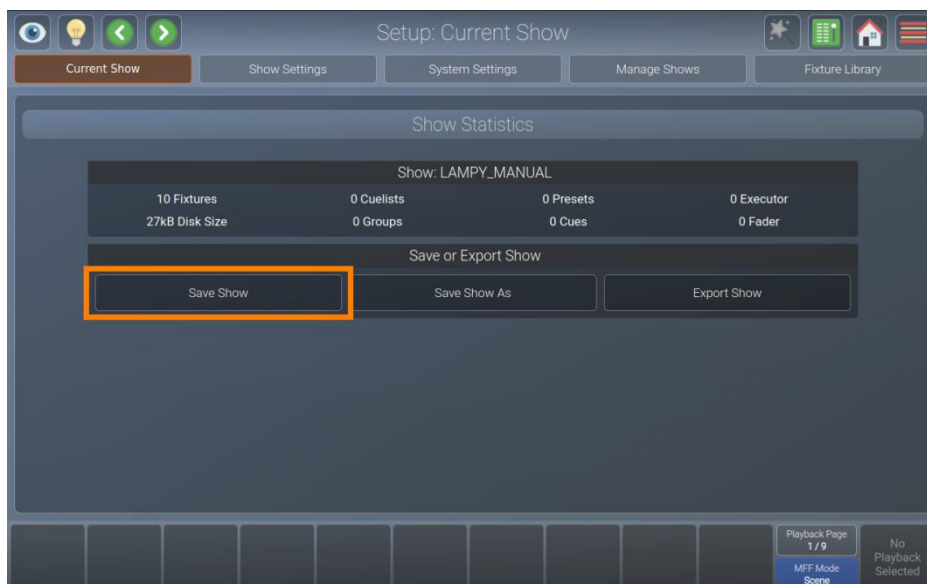 Setup: Current Show
Current Show
Show Settings
System Settings
Manage Shows
Fixture Library
Show Statistics
Show: LAMPY_MANUAL
10 Fixtures
0 Cuelists
0 Presets
0 Executor
27kB Disk Size
0 Groups
0 Cues
0 Fader
Save or Export Show
Save Show
Save Show As
Export Show
Playback Page
1/9
MFF Mode
Scene
No
Playback
Selected